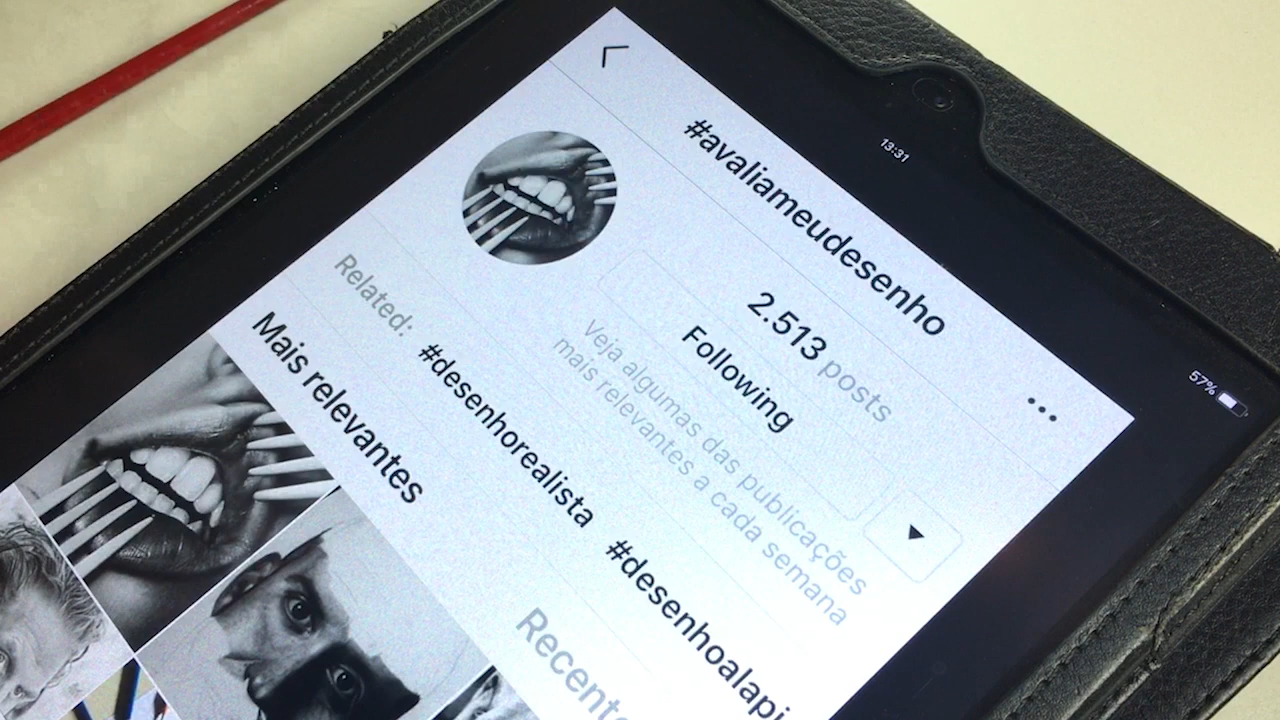 13:31
57%
#avaliameudesenho
2.513 posts
Following
Veja algumas das publicações
mais relevantes a cada semana
Related: #desenhorealista #desenhoalapi
Mais relevantes
Recent